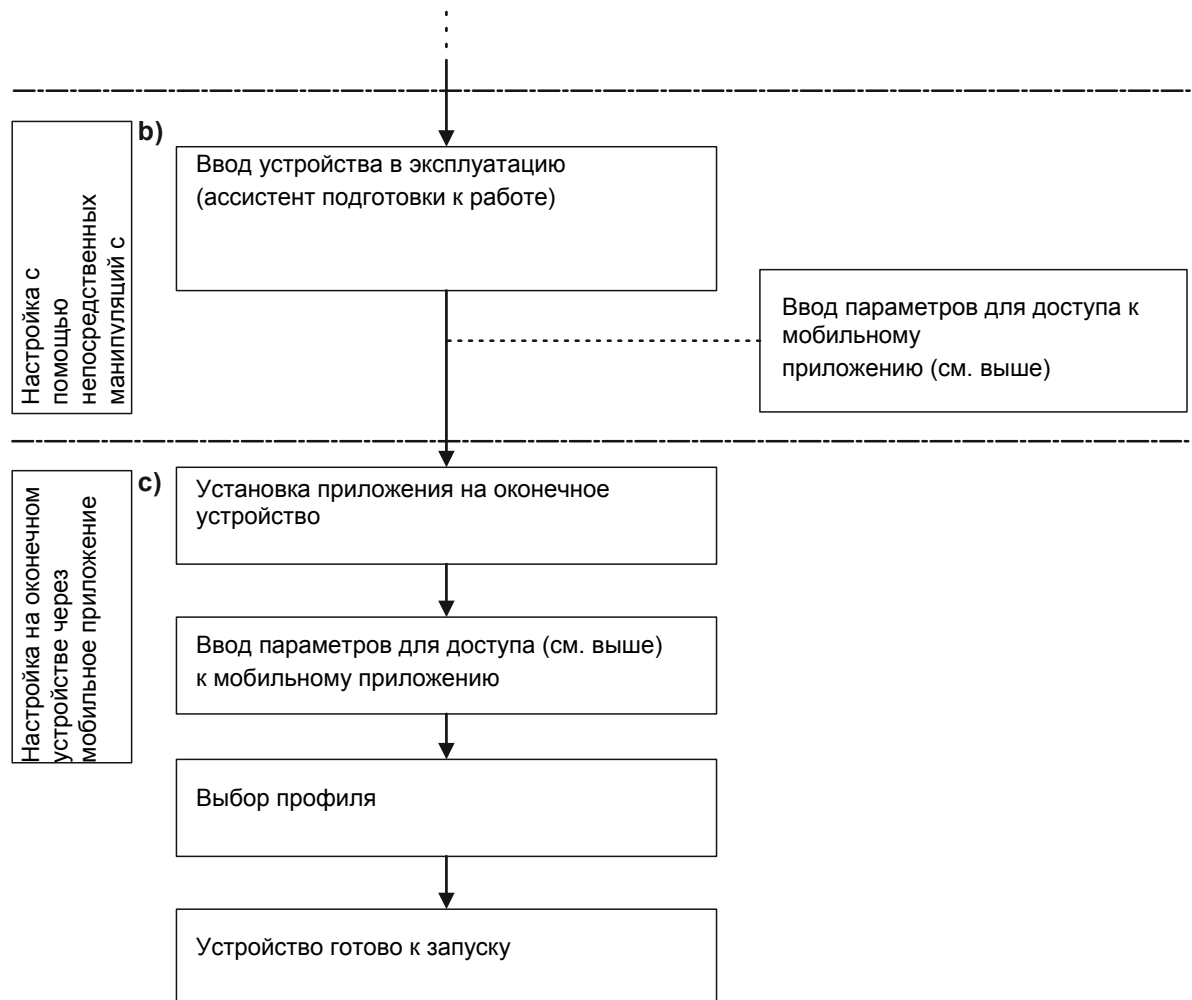 b)
Настройка с
помощью
непосредственных
манипуляций с
Ввод устройства в эксплуатацию
(ассистент подготовки к работе)
Ввод параметров для доступа к
мобильному
приложению (см. выше)
c)
Настройка на оконечном
устройстве через
мобильное приложение
Установка приложения на оконечное
устройство
Ввод параметров для доступа (см. выше)
к мобильному приложению
Выбор профиля
Устройство готово к запуску